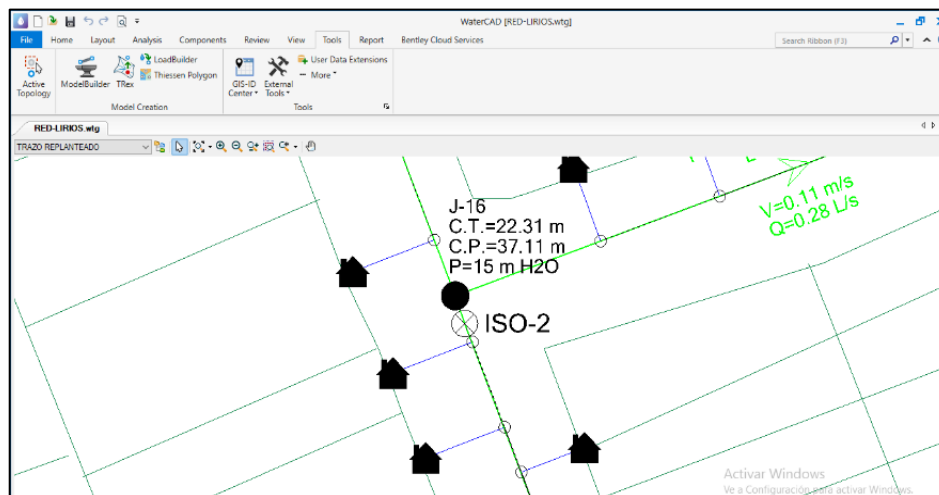 WaterCAD [RED-LIRIOS.wtg]
File Home Layout Analysis Components Review View Tools Report Bentley Cloud Services Search Ribbon (F3)
Active Topology
ModelBuilder
TRex
LoadBuilder
Thiessen Polygon
GIS-ID Center
External Tools
User Data Extensions
More
Model Creation
Tools
RED-LIRIOS.wtg
TRAZO REPLANTEADO
J-16
C.T.=22.31 m
C.P.=37.11 m
P=15 m H2O
V=0.11 m/s
Q=0.28 L/s
ISO-2
Activar Windows
Ve a Configuración para activar Windows.